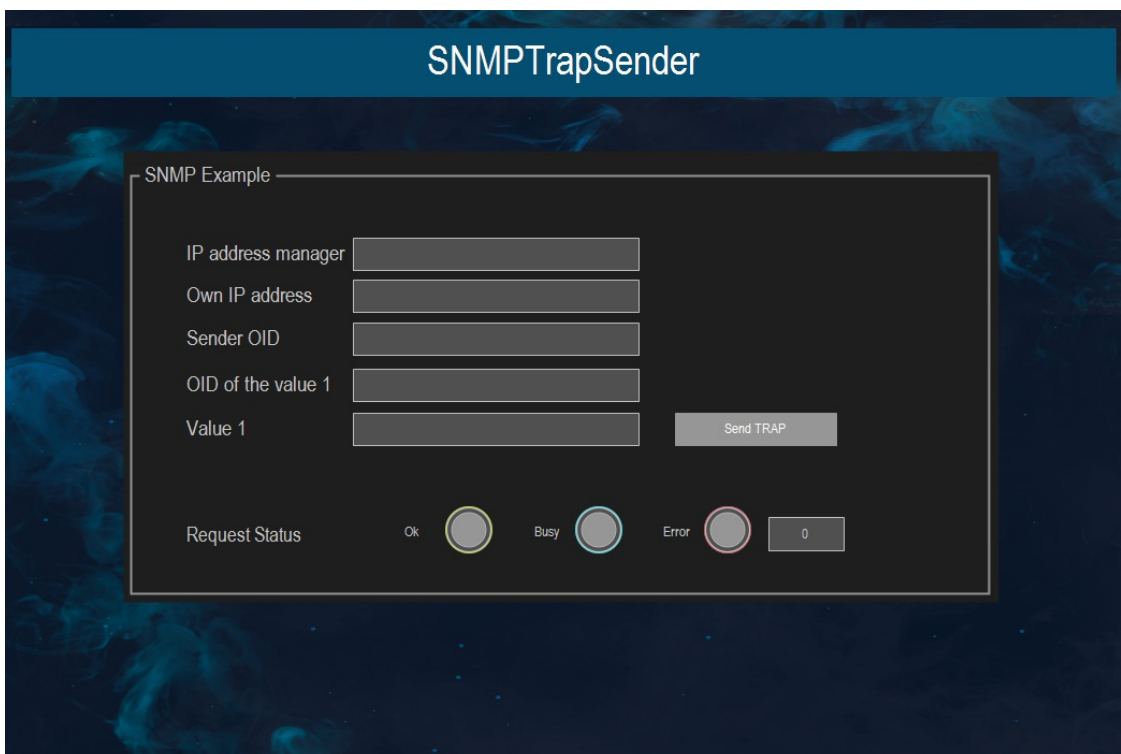 SNMPTrapSender
SNMP Example
IP address manager
Own IP address
Sender OID
OID of the value 1
Value 1
Send TRAP
Request Status Ok Busy Error 0